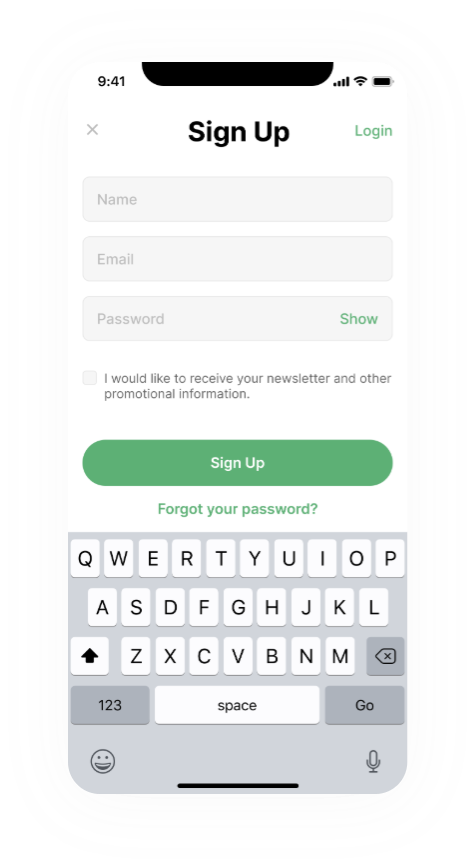 9:41
Sign Up
Login
Name
Email
Password
Show
I would like to receive your newsletter and other
promotional information.
Sign Up
Forgot your password?
Q W E R T Y U I O P
A S D F G H J K L
Z X C V B N M
123 space Go